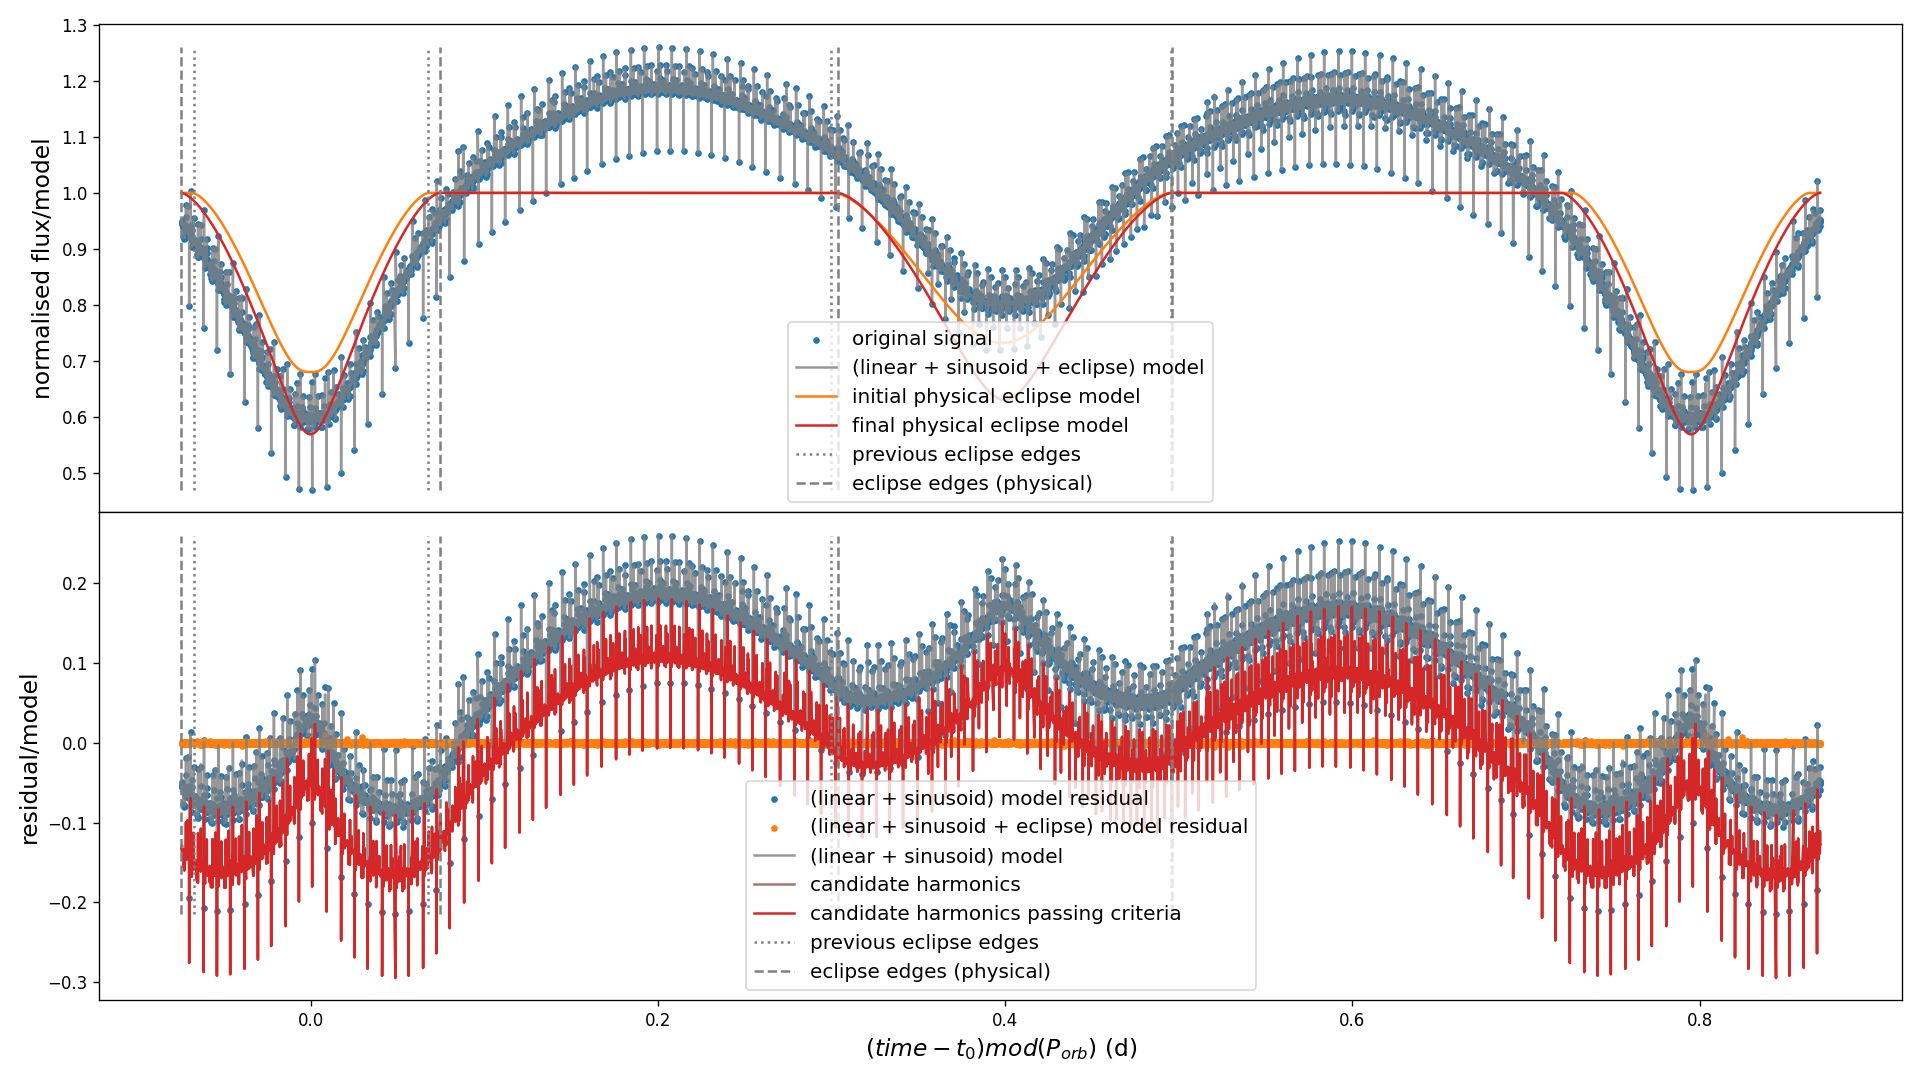 1.3
1.2
1.1
1.0
0.9
0.8
0.7
0.6
0.5
normalised flux/model
original signal
(linear + sinusoid + eclipse) model
initial physical eclipse model
final physical eclipse model
previous eclipse edges
eclipse edges (physical)
0.2
0.1
0.0
−0.1
−0.2
−0.3
residual/model
(linear + sinusoid) model residual
(linear + sinusoid + eclipse) model residual
(linear + sinusoid) model
candidate harmonics
candidate harmonics passing criteria
previous eclipse edges
eclipse edges (physical)
0.0 0.2 0.4 0.6 0.8
(time − t₀)mod(P_orb) (d)